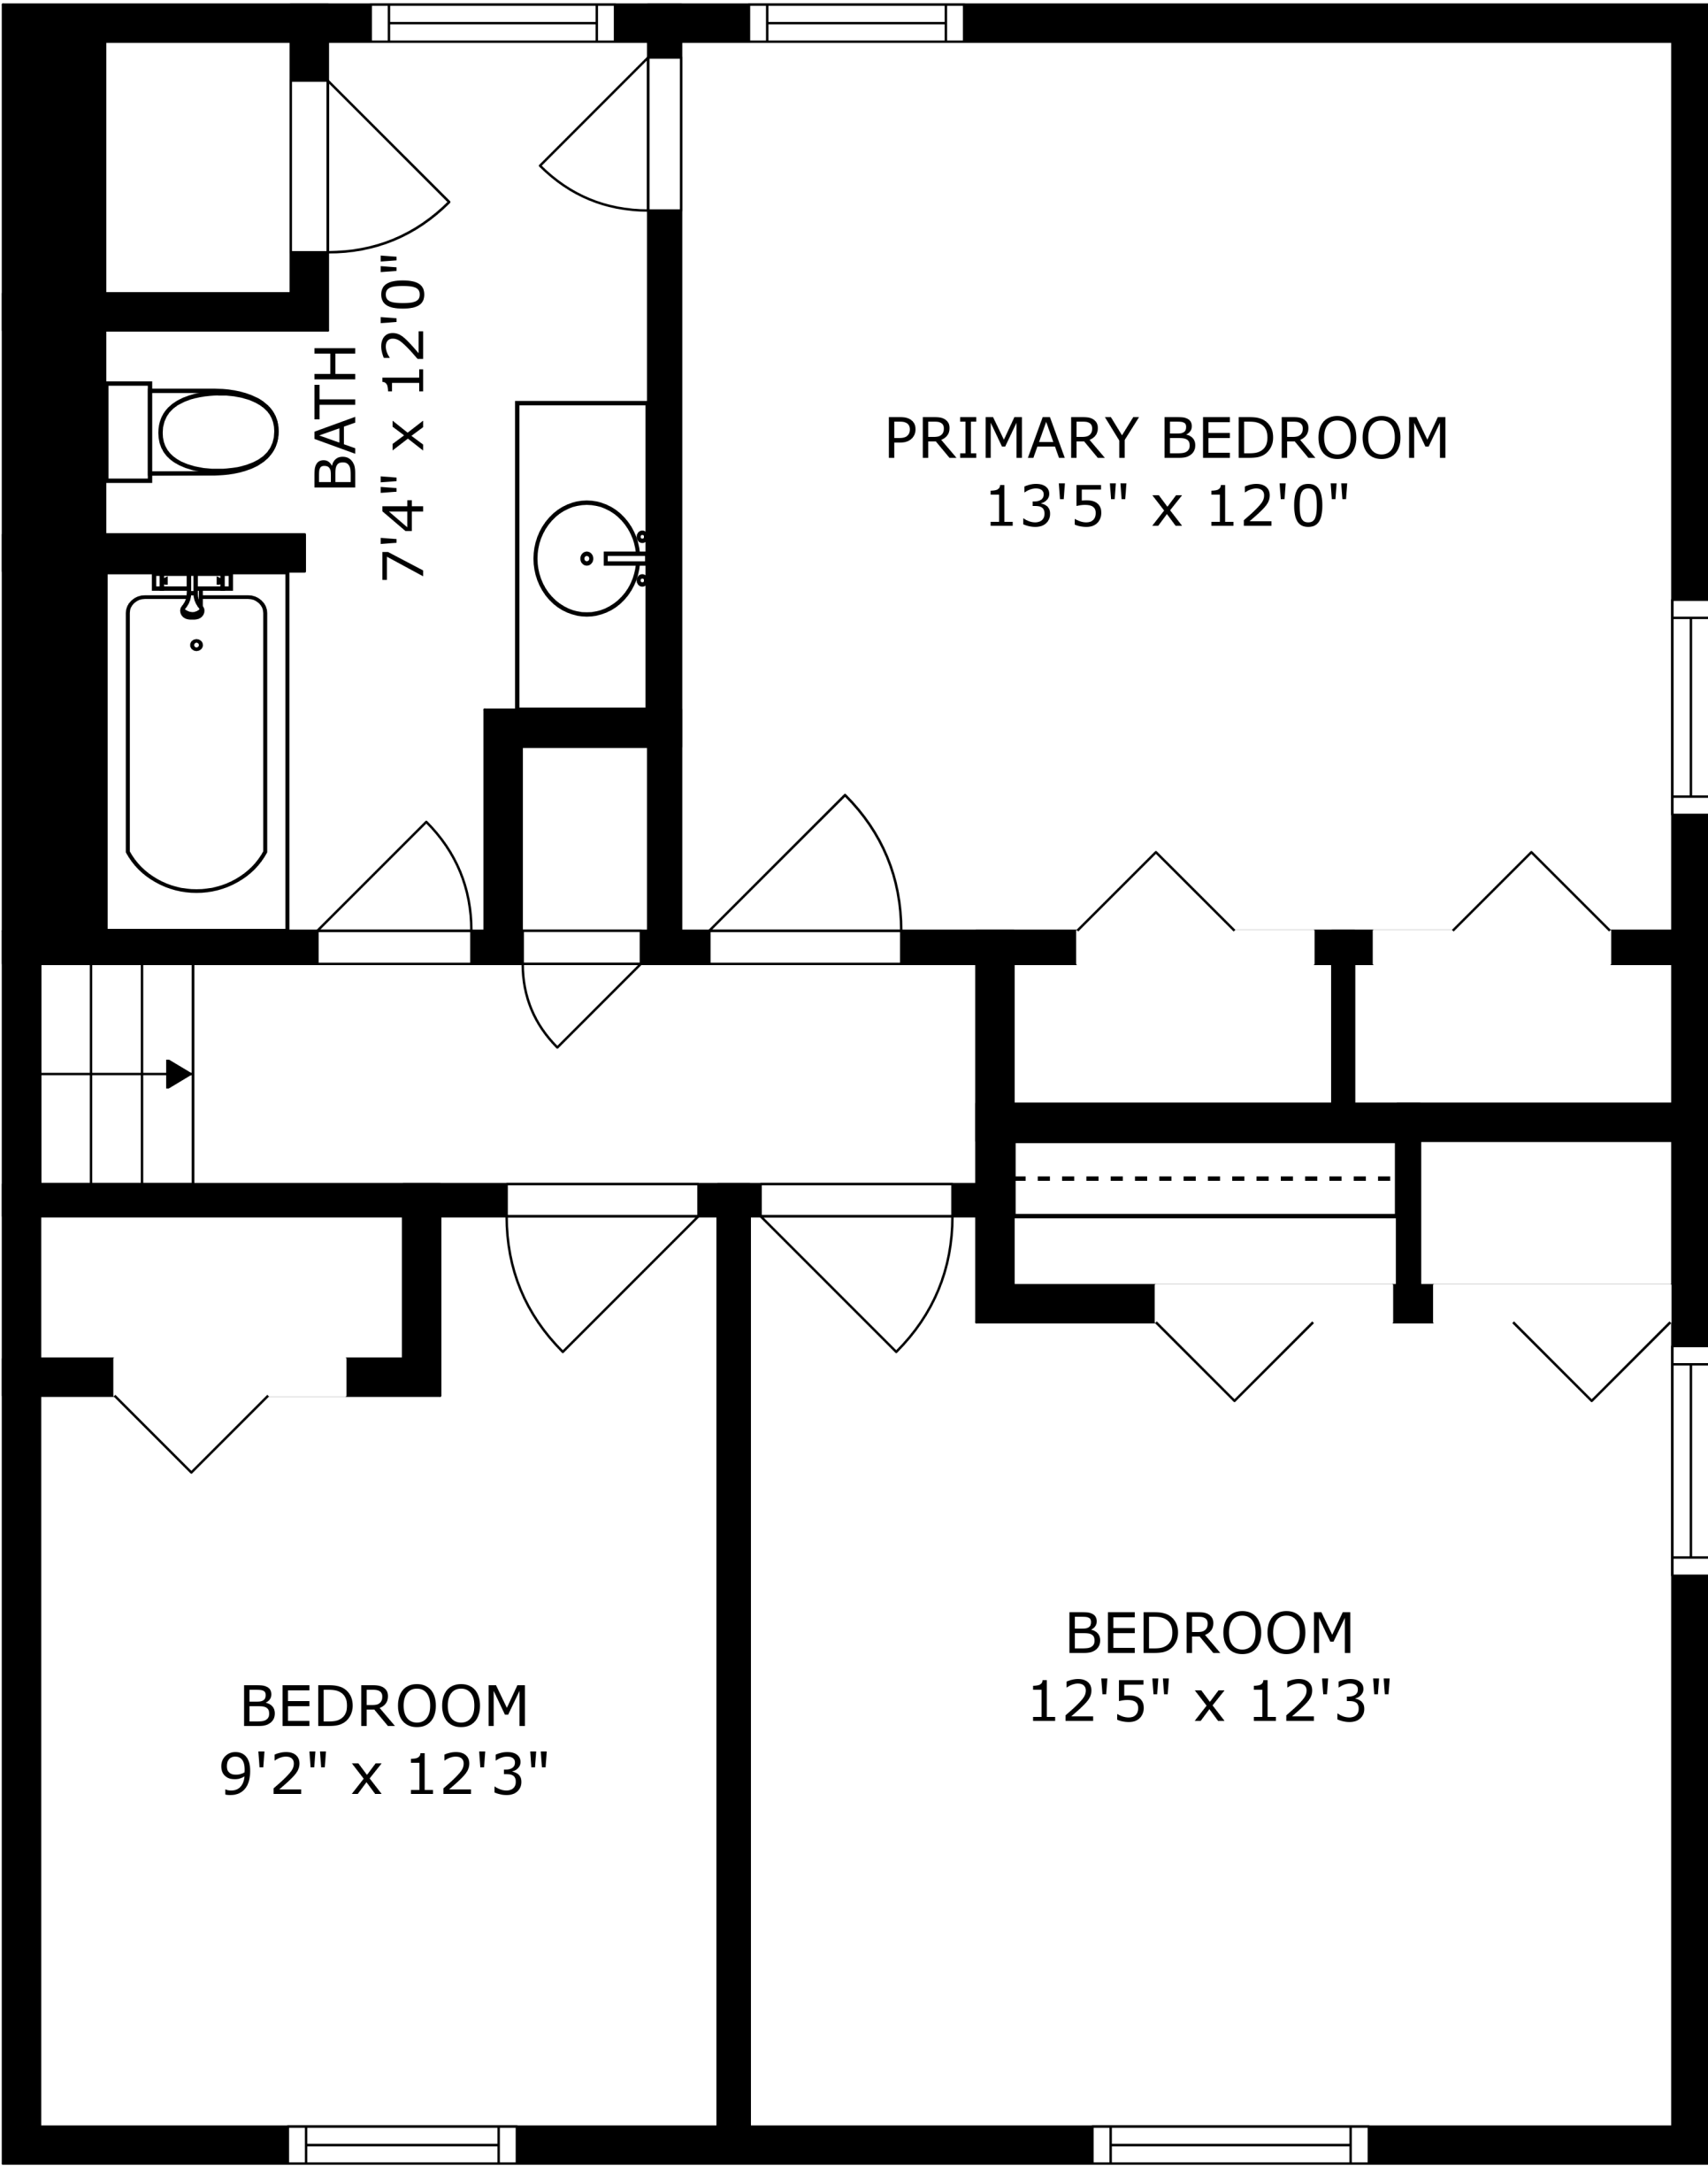 BATH
7'4" x 12'0"
PRIMARY BEDROOM
13'5" x 12'0"
BEDROOM
12'5" x 12'3"
BEDROOM
9'2" x 12'3"